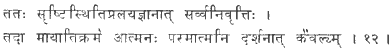 ततः सृष्टिस्थितिप्रलयज्ञानात् सर्व्वनिवृत्तिः ।
तदा मायातिक्रमे आत्मनः परमात्मनि दर्शनात् कैवल्यम् । १२ ।